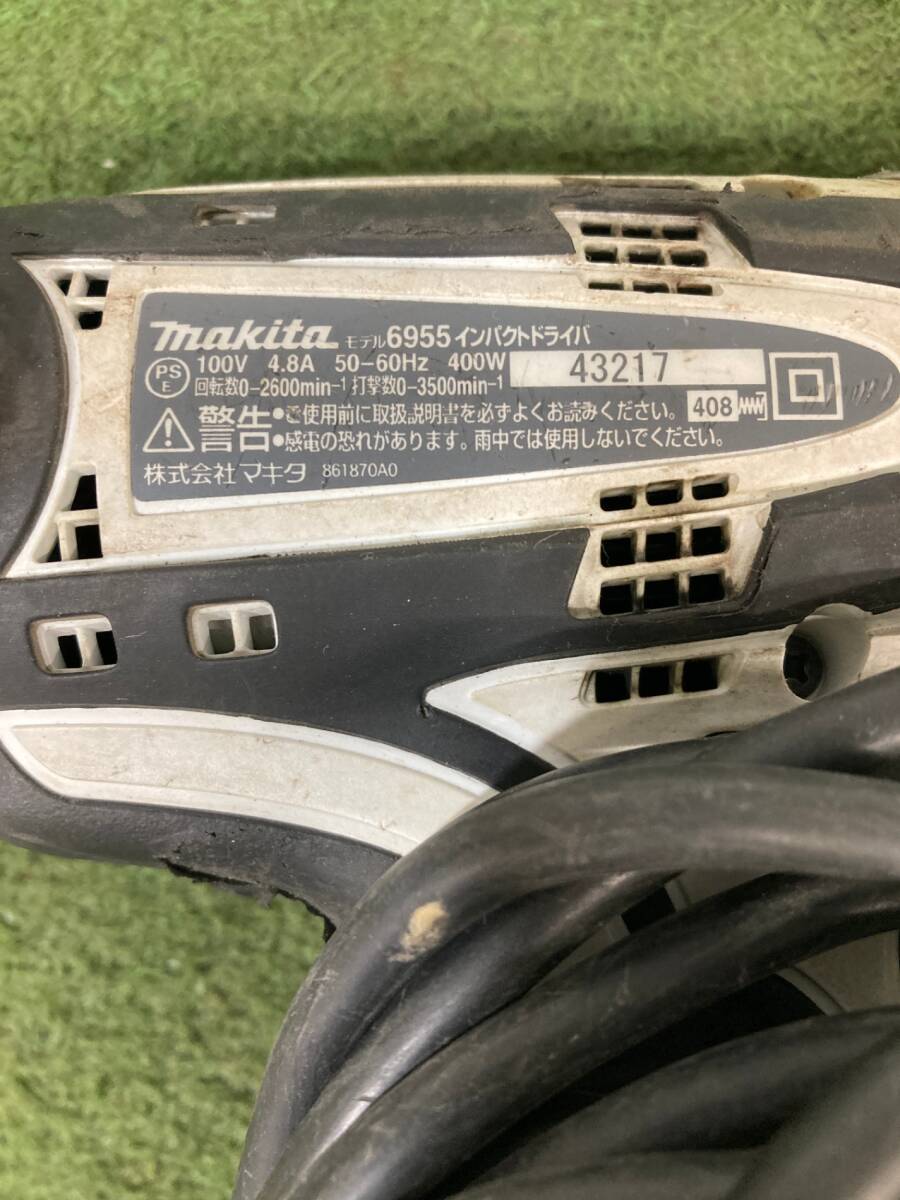 makita モデル6955インパクトドライバ
PS E 100V 4.8A 50-60Hz 400W 43217
回転数0-2600min-1 打撃数0-3500min-1
警告 •ご使用前に取扱説明書を必ずよくお読みください。 408
警告 •感電の恐れがあります。雨中では使用しないでください。
株式会社マキタ 861870A0